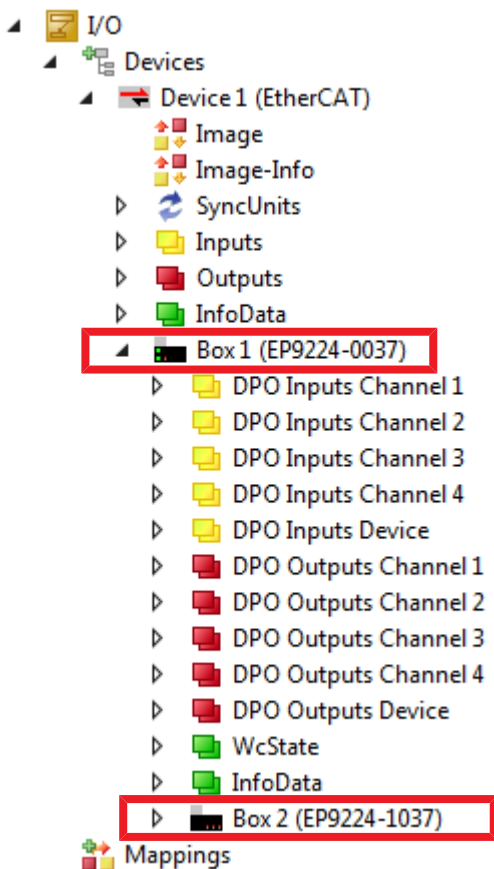 I/O
Devices
Device 1 (EtherCAT)
Image
Image-Info
SyncUnits
Inputs
Outputs
InfoData
Box 1 (EP9224-0037)
DPO Inputs Channel 1
DPO Inputs Channel 2
DPO Inputs Channel 3
DPO Inputs Channel 4
DPO Inputs Device
DPO Outputs Channel 1
DPO Outputs Channel 2
DPO Outputs Channel 3
DPO Outputs Channel 4
DPO Outputs Device
WcState
InfoData
Box 2 (EP9224-1037)
Mappings